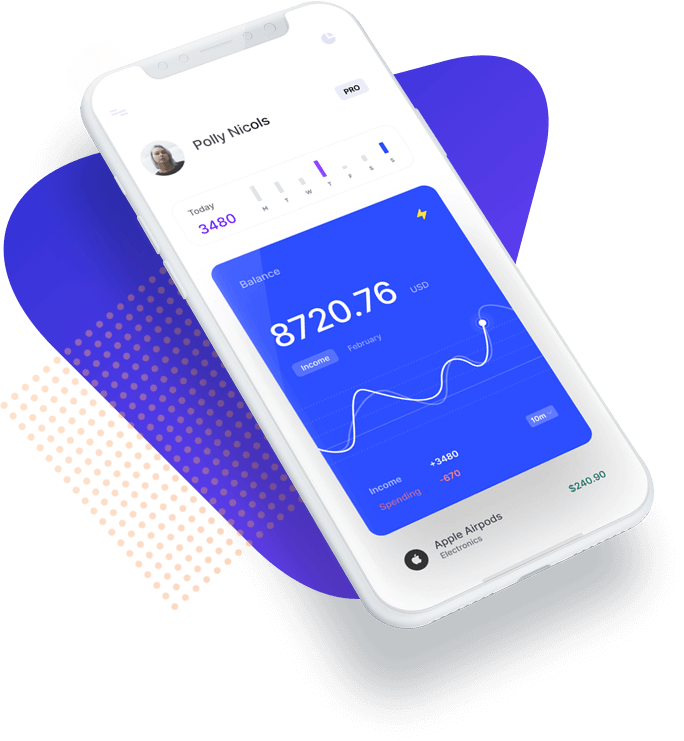 PRO
Polly Nicols
Today
3480
M T W T F S S
Balance
8720.76 USD
Income February
10m
Income +3480
Spending -670
Apple Airpods
Electronics
$240.90